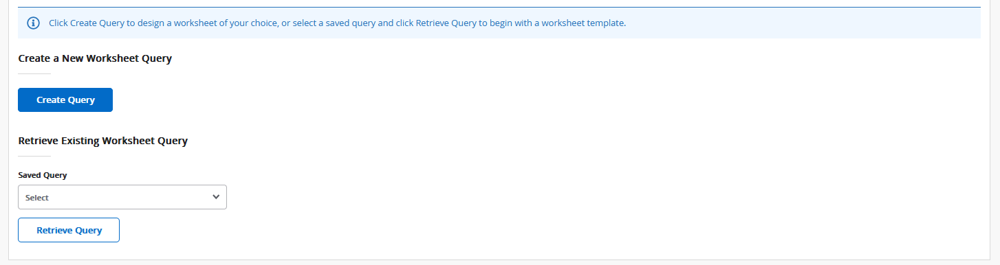 Click Create Query to design a worksheet of your choice, or select a saved query and click Retrieve Query to begin with a worksheet template.
Create a New Worksheet Query
Create Query
Retrieve Existing Worksheet Query
Saved Query
Select
Retrieve Query